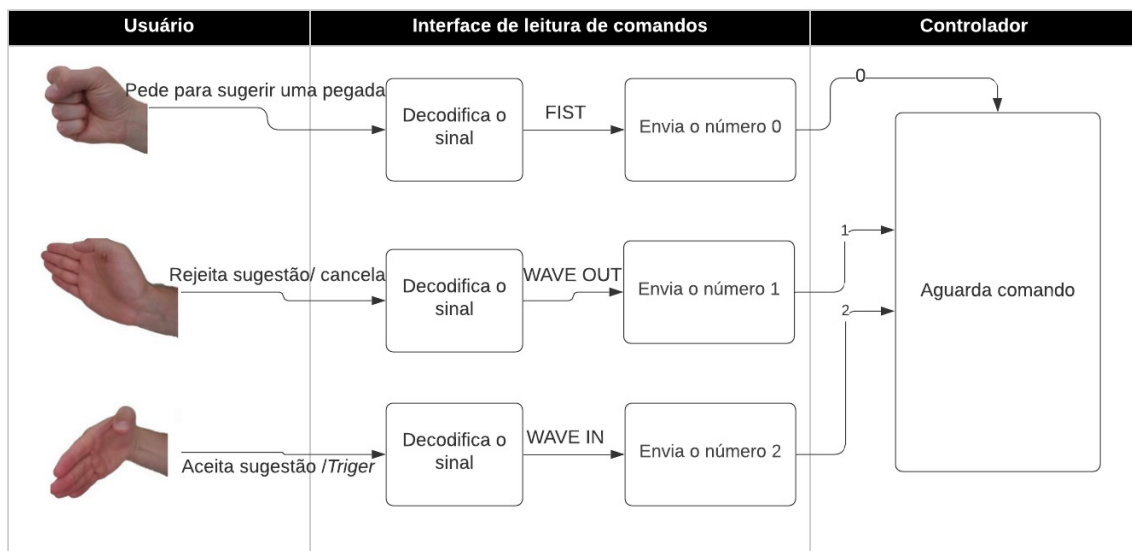 Usuário
Interface de leitura de comandos
Controlador
Pede para sugerir uma pegada
Decodifica o
sinal
FIST
Envia o número 0
0
Rejeita sugestão/ cancela
Decodifica o
sinal
WAVE OUT
Envia o número 1
1
Aguarda comando
2
Aceita sugestão /Triger
Decodifica o
sinal
WAVE IN
Envia o número 2